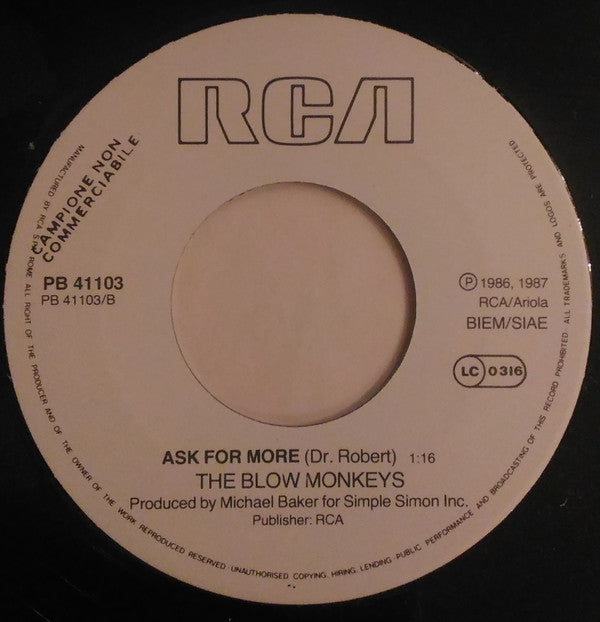 RCA
CAMPIONE NON
COMMERCIABILE
PB 41103
PB 41103/B
Ⓟ 1986, 1987
RCA/Ariola
BIEM/SIAE
LC 0316
ASK FOR MORE (Dr. Robert) 1:16
THE BLOW MONKEYS
Produced by Michael Baker for Simple Simon Inc.
Publisher: RCA
MANUFACTURED BY RCA S.p.A. ROME ALL RIGHT OF THE PRODUCER AND OF THE OWNER OF THE WORK REPRODUCED RESERVED UNAUTHORISED COPYING, HIRING, LENDING, PUBLIC PERFORMANCE AND BROADCASTING OF THIS RECORD PROHIBITED. ALL TRADEMARKS AND LOGOS ARE PROTECTED